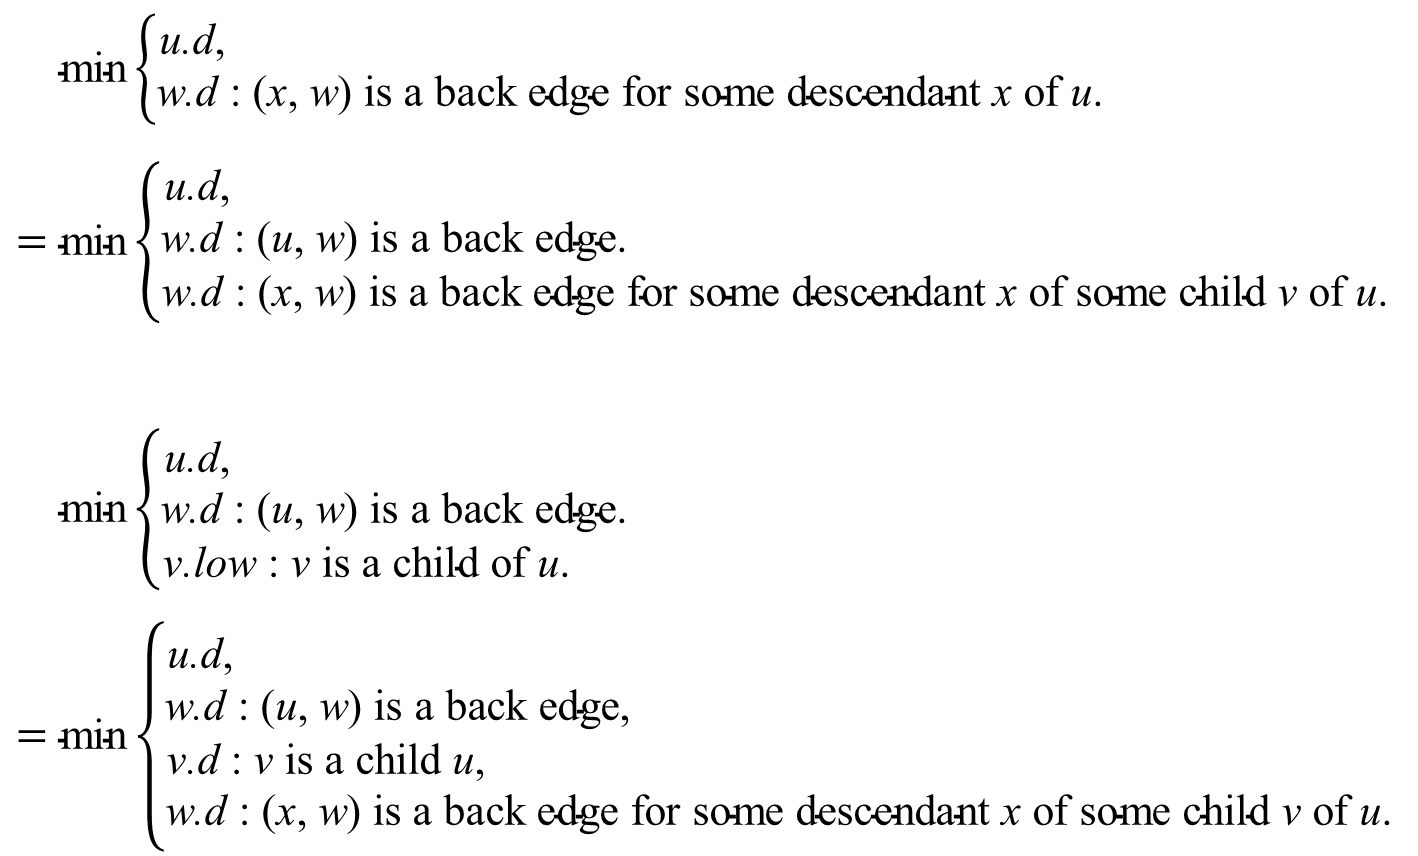 min { u.d,
w.d : (x, w) is a back edge for some descendant x of u.
= min { u.d,
w.d : (u, w) is a back edge.
w.d : (x, w) is a back edge for some descendant x of some child v of u.
min { u.d,
w.d : (u, w) is a back edge.
v.low : v is a child of u.
= min { u.d,
w.d : (u, w) is a back edge,
v.d : v is a child u,
w.d : (x, w) is a back edge for some descendant x of some child v of u.